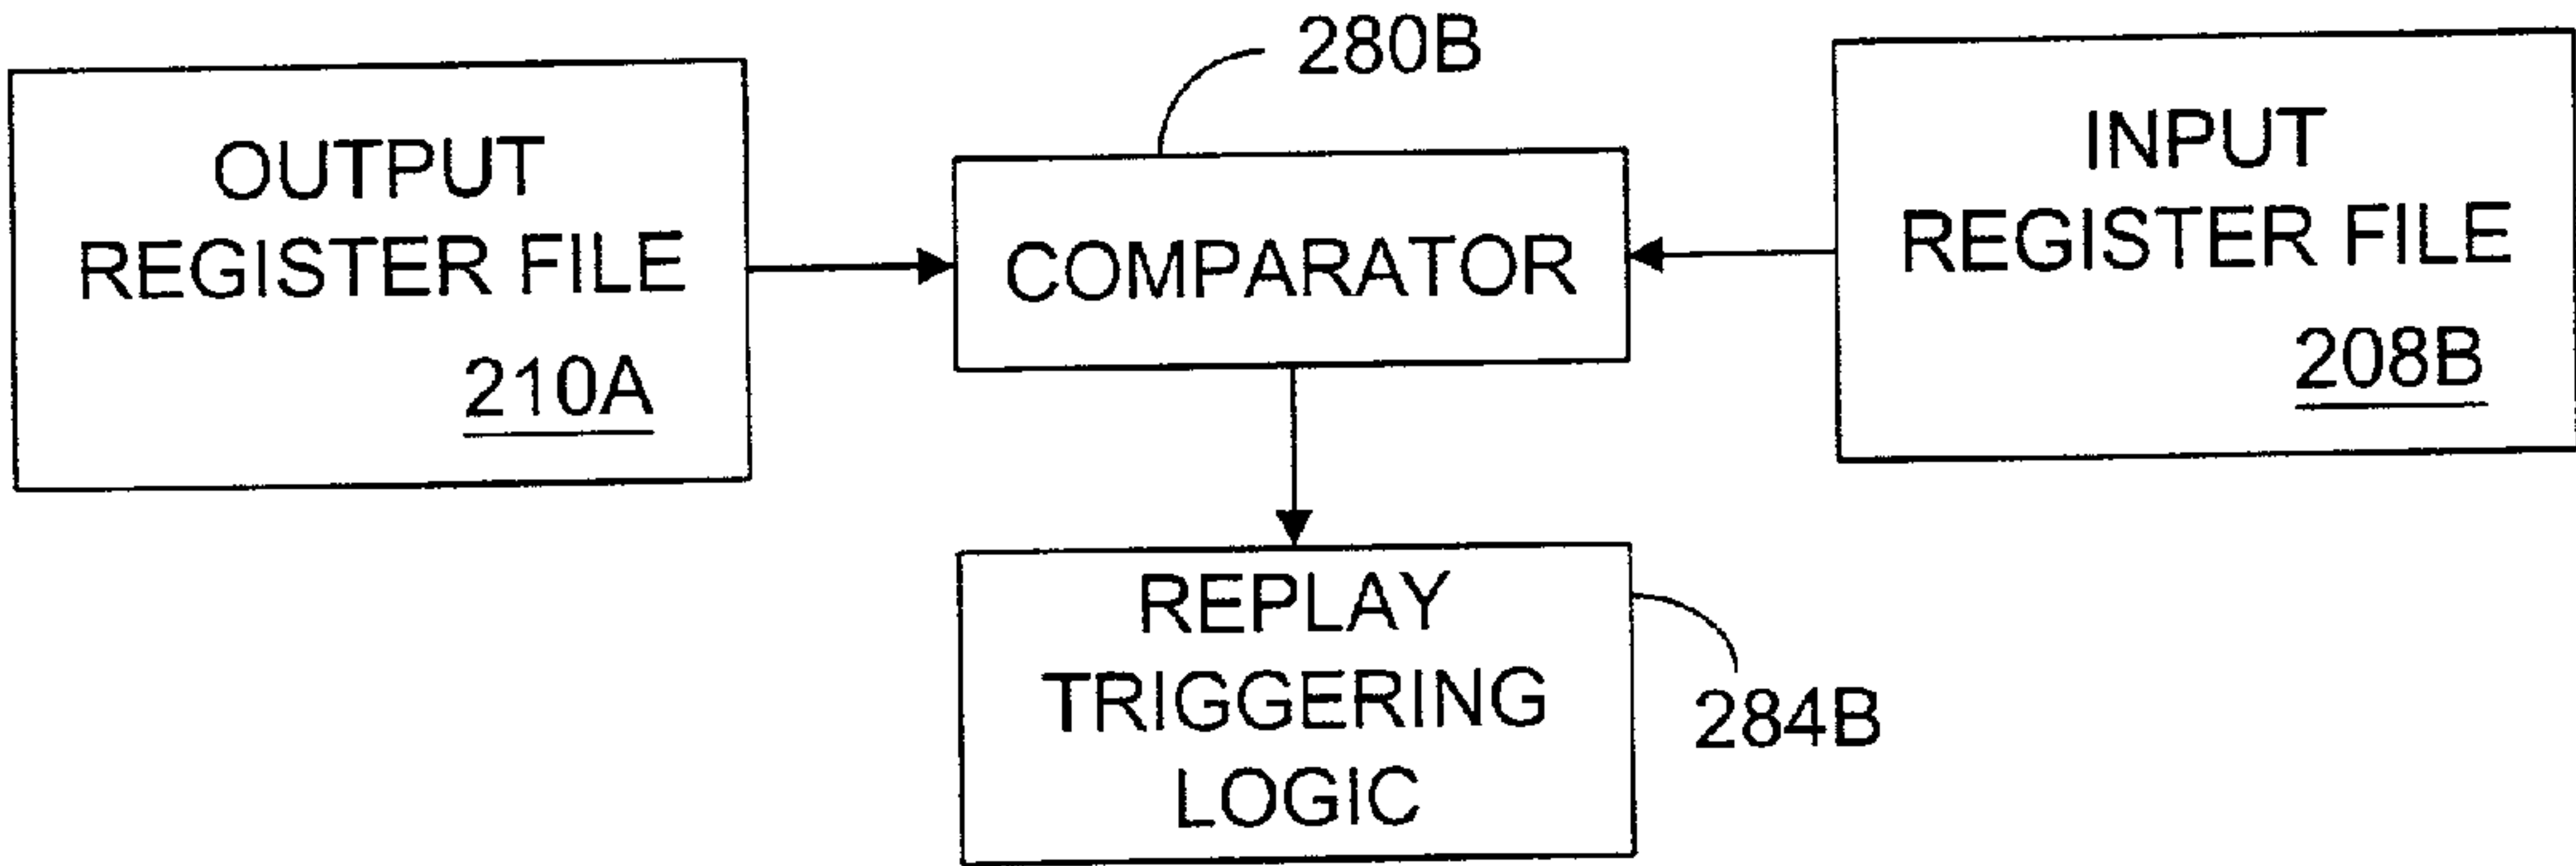 OUTPUT
REGISTER FILE
210A
280B
COMPARATOR
INPUT
REGISTER FILE
208B
REPLAY
TRIGGERING
LOGIC
284B